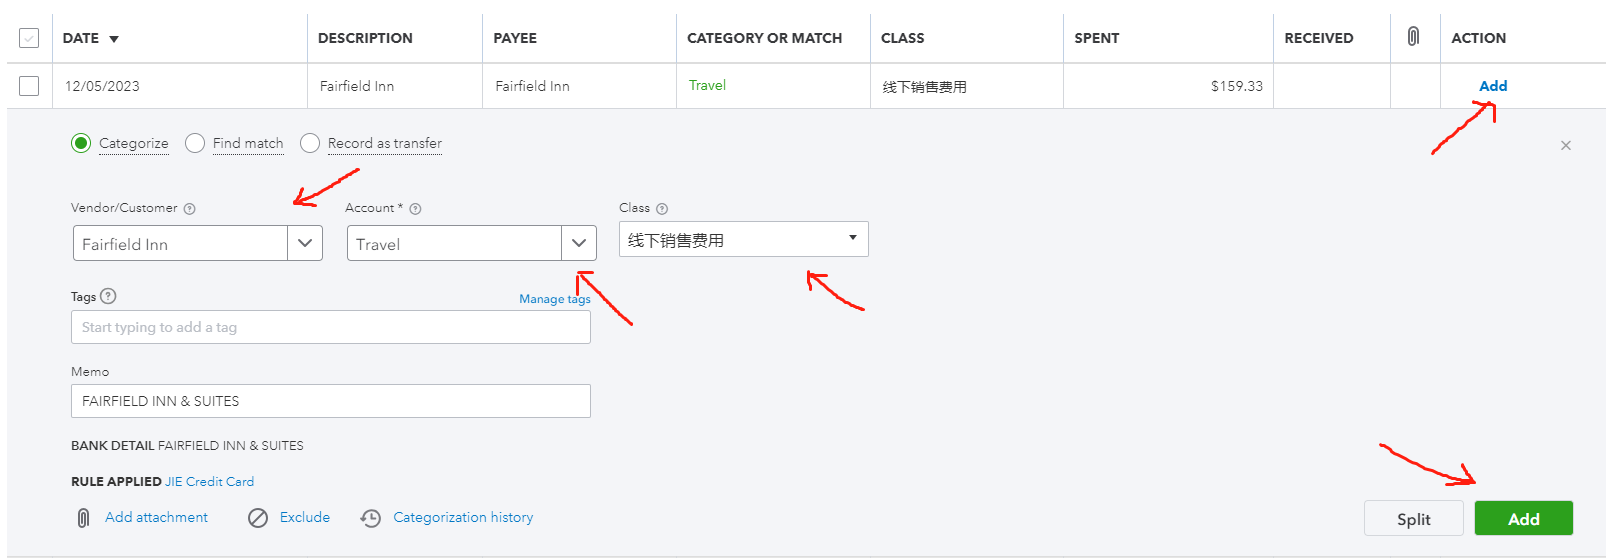 DATE DESCRIPTION PAYEE CATEGORY OR MATCH CLASS SPENT RECEIVED ACTION
12/05/2023 Fairfield Inn Fairfield Inn Travel 线下销售费用 $159.33 Add
Categorize Find match Record as transfer
Vendor/Customer Account * Class
Fairfield Inn Travel 线下销售费用
Tags Manage tags
Start typing to add a tag
Memo
FAIRFIELD INN & SUITES
BANK DETAIL FAIRFIELD INN & SUITES
RULE APPLIED JIE Credit Card
Add attachment Exclude Categorization history Split Add